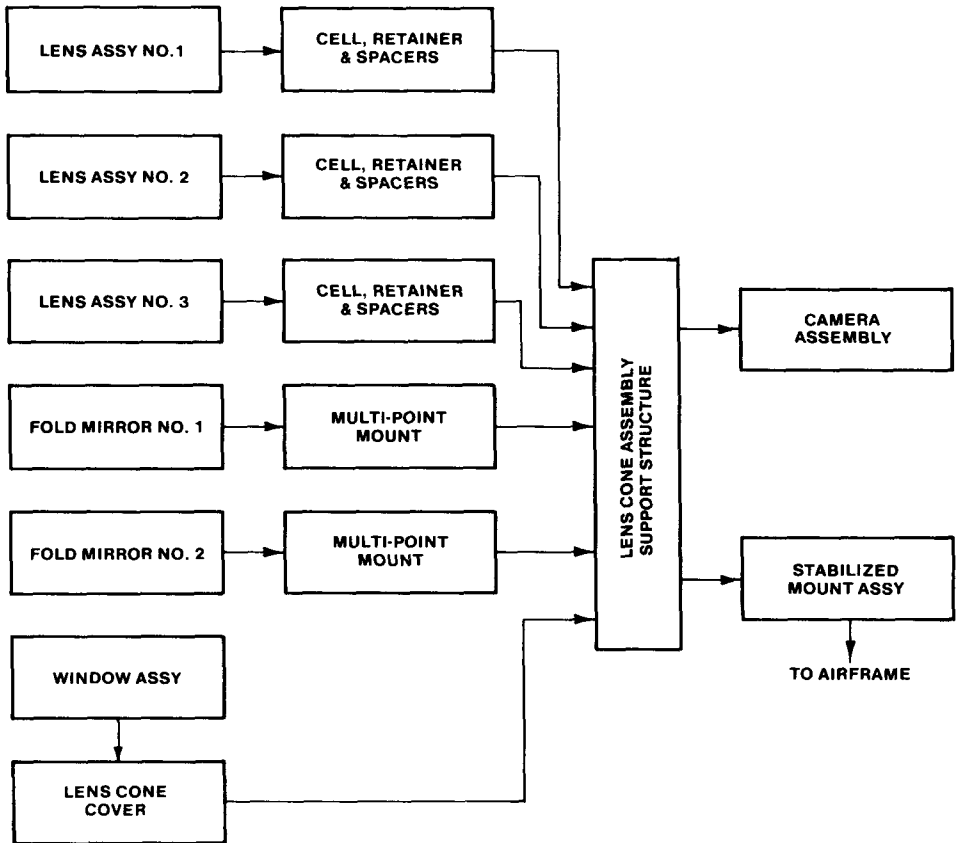 LENS ASSY NO.1
CELL, RETAINER
& SPACERS
LENS ASSY NO. 2
CELL, RETAINER
& SPACERS
LENS ASSY NO. 3
CELL, RETAINER
& SPACERS
FOLD MIRROR NO. 1
MULTI-POINT
MOUNT
FOLD MIRROR NO. 2
MULTI-POINT
MOUNT
WINDOW ASSY
LENS CONE
COVER
LENS CONE ASSEMBLY
SUPPORT STRUCTURE
CAMERA
ASSEMBLY
STABILIZED
MOUNT ASSY
TO AIRFRAME